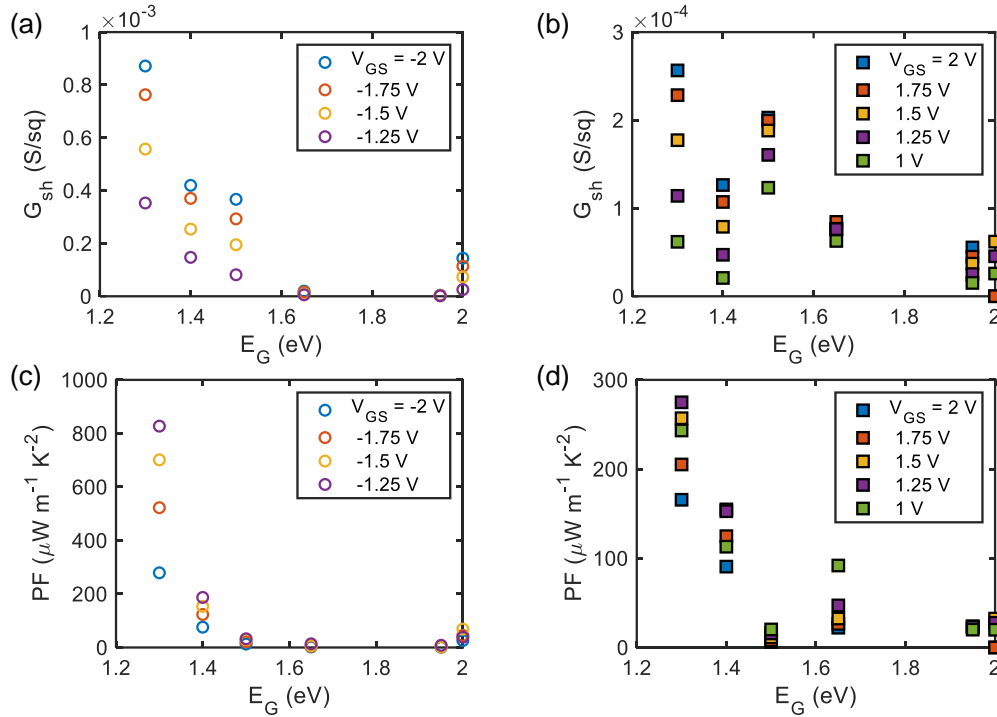 (a)
×10⁻³
1
0.8
0.6
0.4
0.2
0
G_sh (S/sq)
1.2 1.4 1.6 1.8 2
E_G (eV)
V_GS = -2 V
-1.75 V
-1.5 V
-1.25 V
(b)
×10⁻⁴
3
2
1
0
G_sh (S/sq)
1.2 1.4 1.6 1.8 2
E_G (eV)
V_GS = 2 V
1.75 V
1.5 V
1.25 V
1 V
(c)
1000
800
600
400
200
0
PF (μW m⁻¹ K⁻²)
1.2 1.4 1.6 1.8 2
E_G (eV)
V_GS = -2 V
-1.75 V
-1.5 V
-1.25 V
(d)
300
200
100
0
PF (μW m⁻¹ K⁻²)
1.2 1.4 1.6 1.8 2
E_G (eV)
V_GS = 2 V
1.75 V
1.5 V
1.25 V
1 V